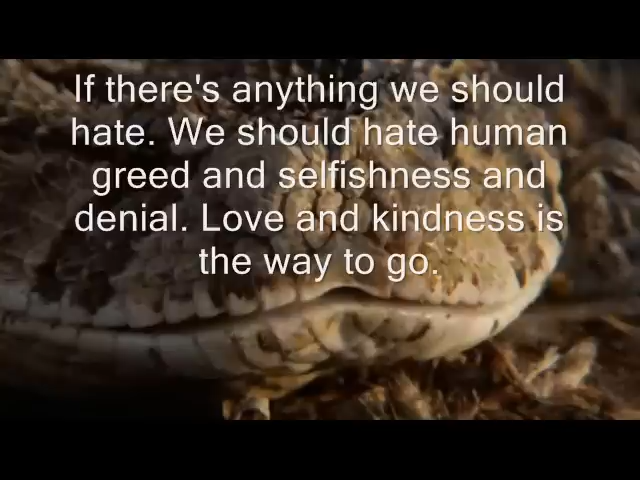 If there's anything we should
hate. We should hate human
greed and selfishness and
denial. Love and kindness is
the way to go.